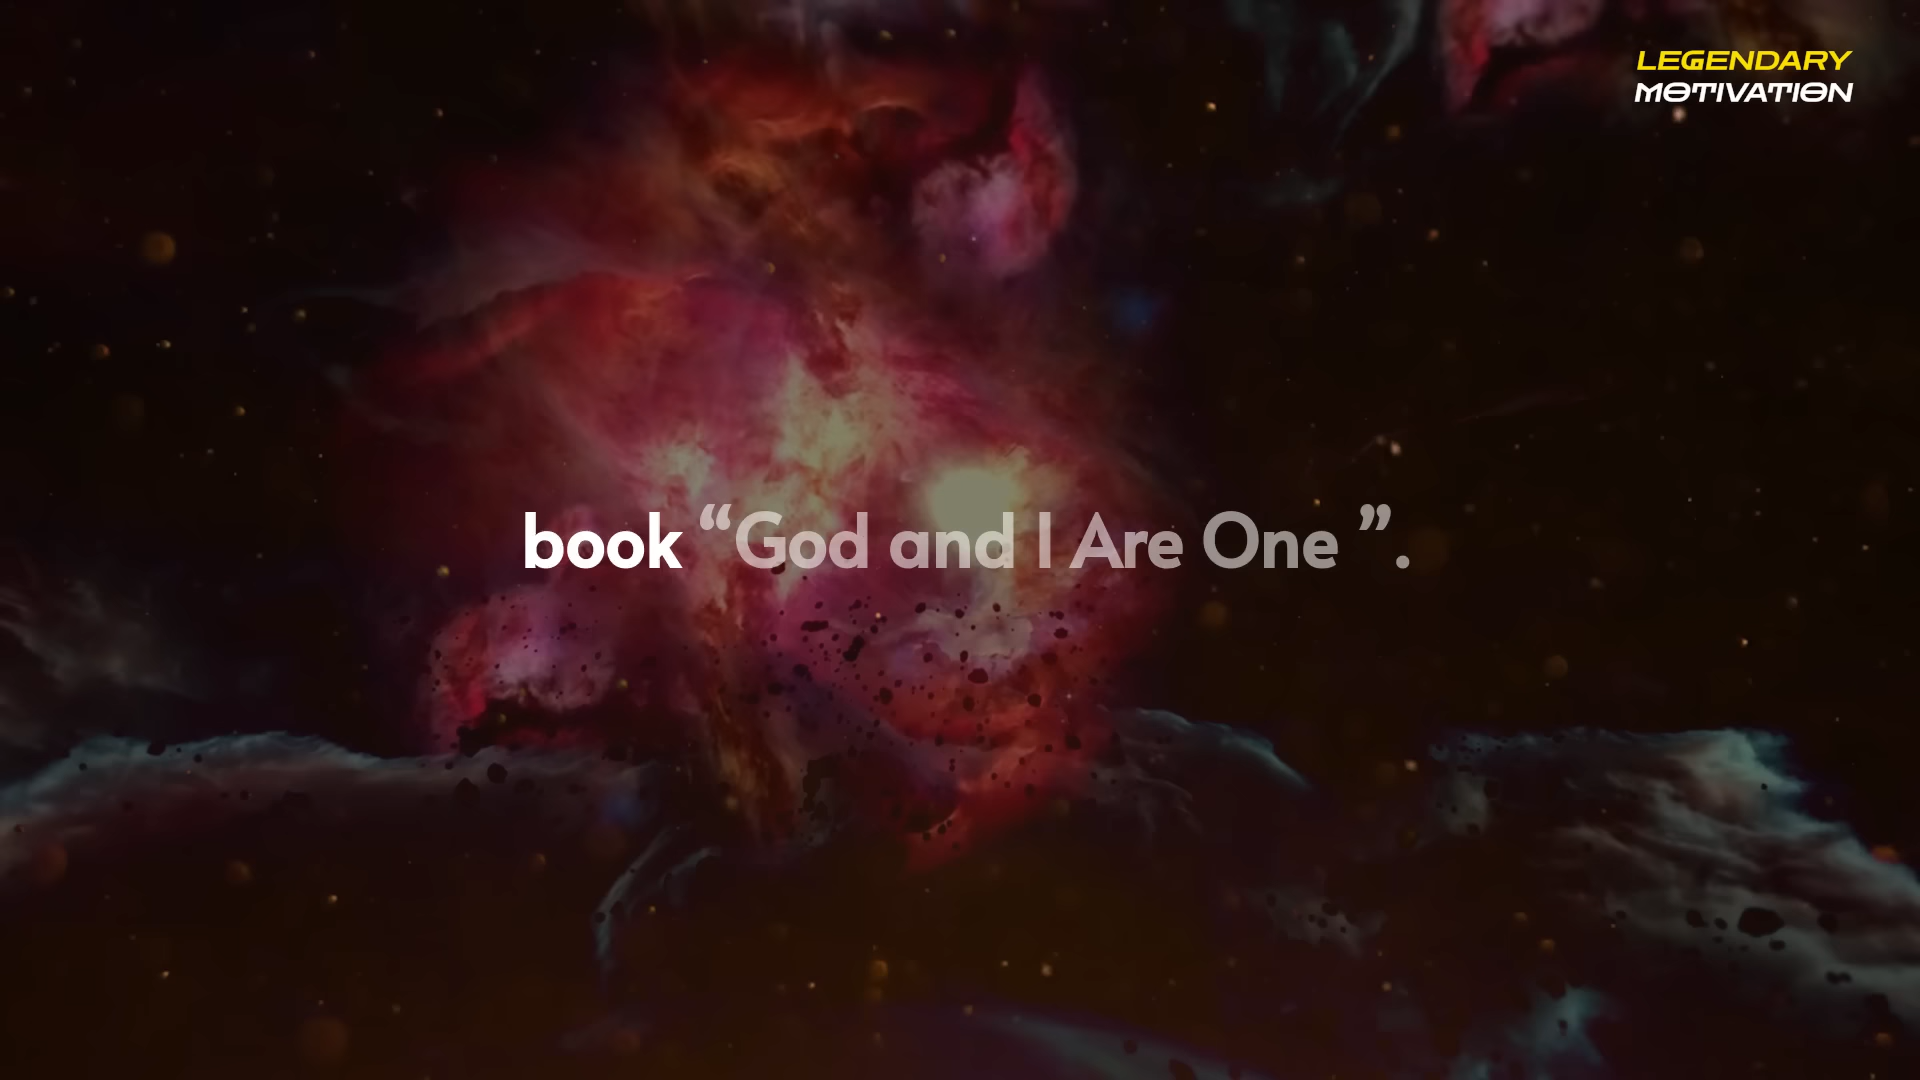 LEGENDARY
MOTIVATION
book “God and I Are One ”.